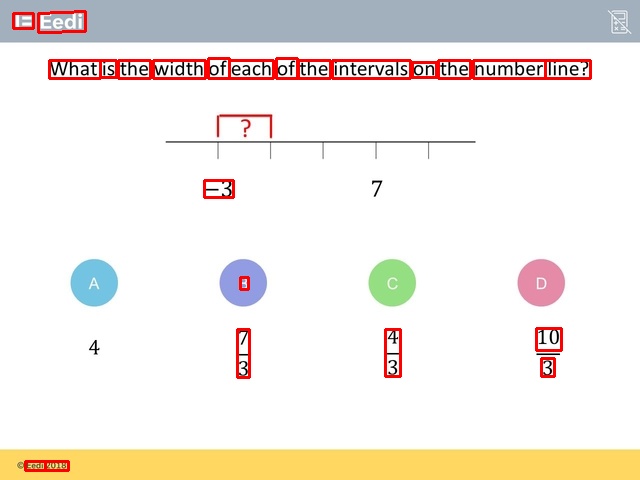 Eedi
What is the width of each of the intervals on the number line?
?
−3 7
A B C D
4 7/3 4/3 10/3
© Eedi 2018